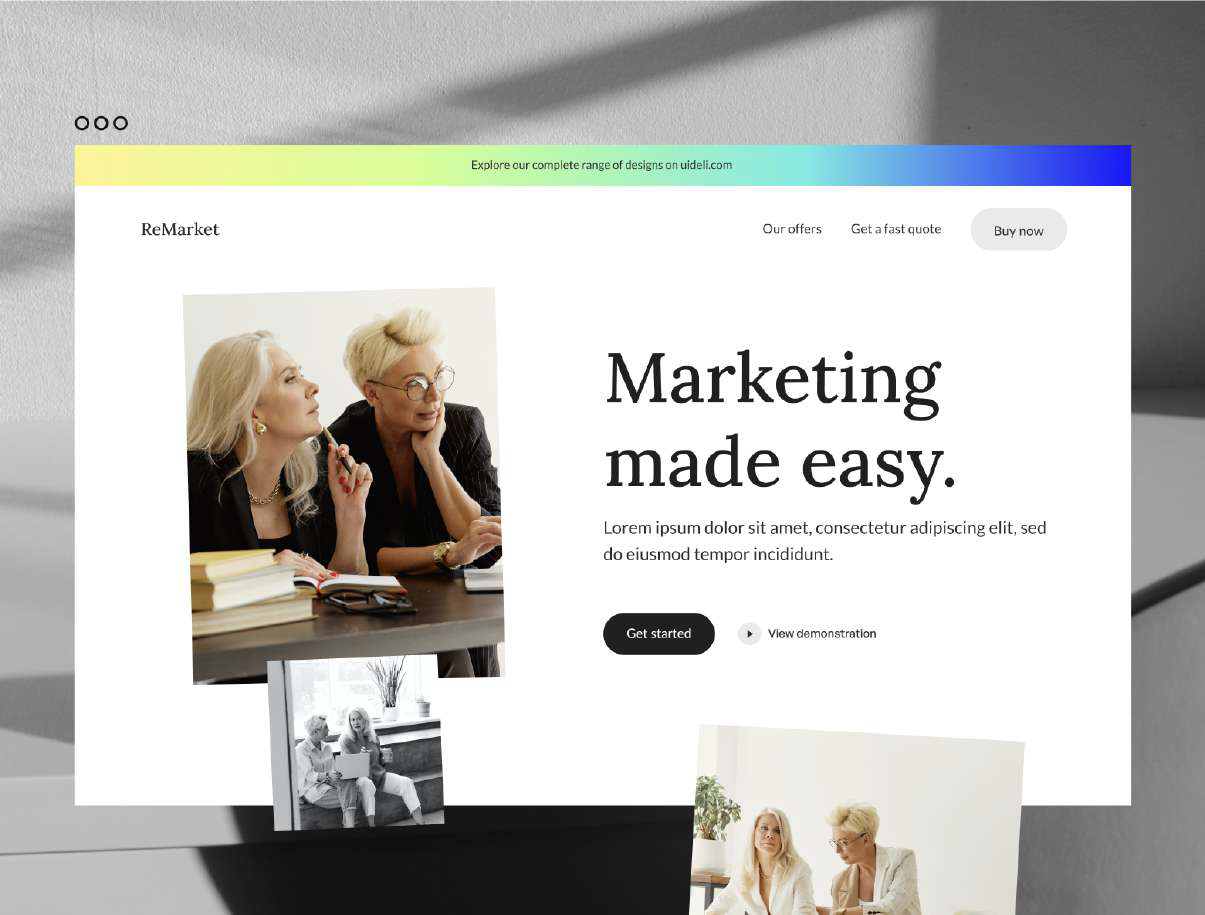 Explore our complete range of designs on uideli.com
ReMarket
Our offers
Get a fast quote
Buy now
Marketing
made easy.
Lorem ipsum dolor sit amet, consectetur adipiscing elit, sed
do eiusmod tempor incididunt.
Get started
View demonstration